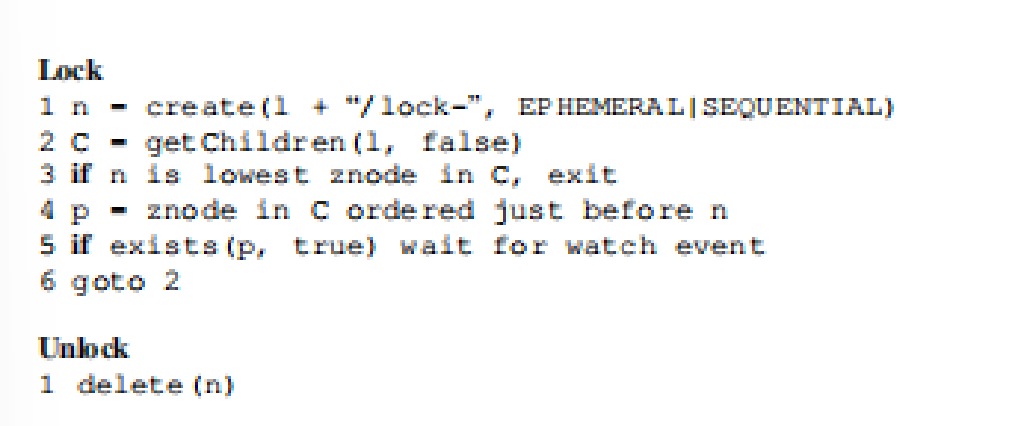 Lock
1 n = create(l + "/lock-", EPHEMERAL|SEQUENTIAL)
2 C = getChildren(l, false)
3 if n is lowest znode in C, exit
4 p = znode in C ordered just before n
5 if exists(p, true) wait for watch event
6 goto 2
Unlock
1 delete(n)